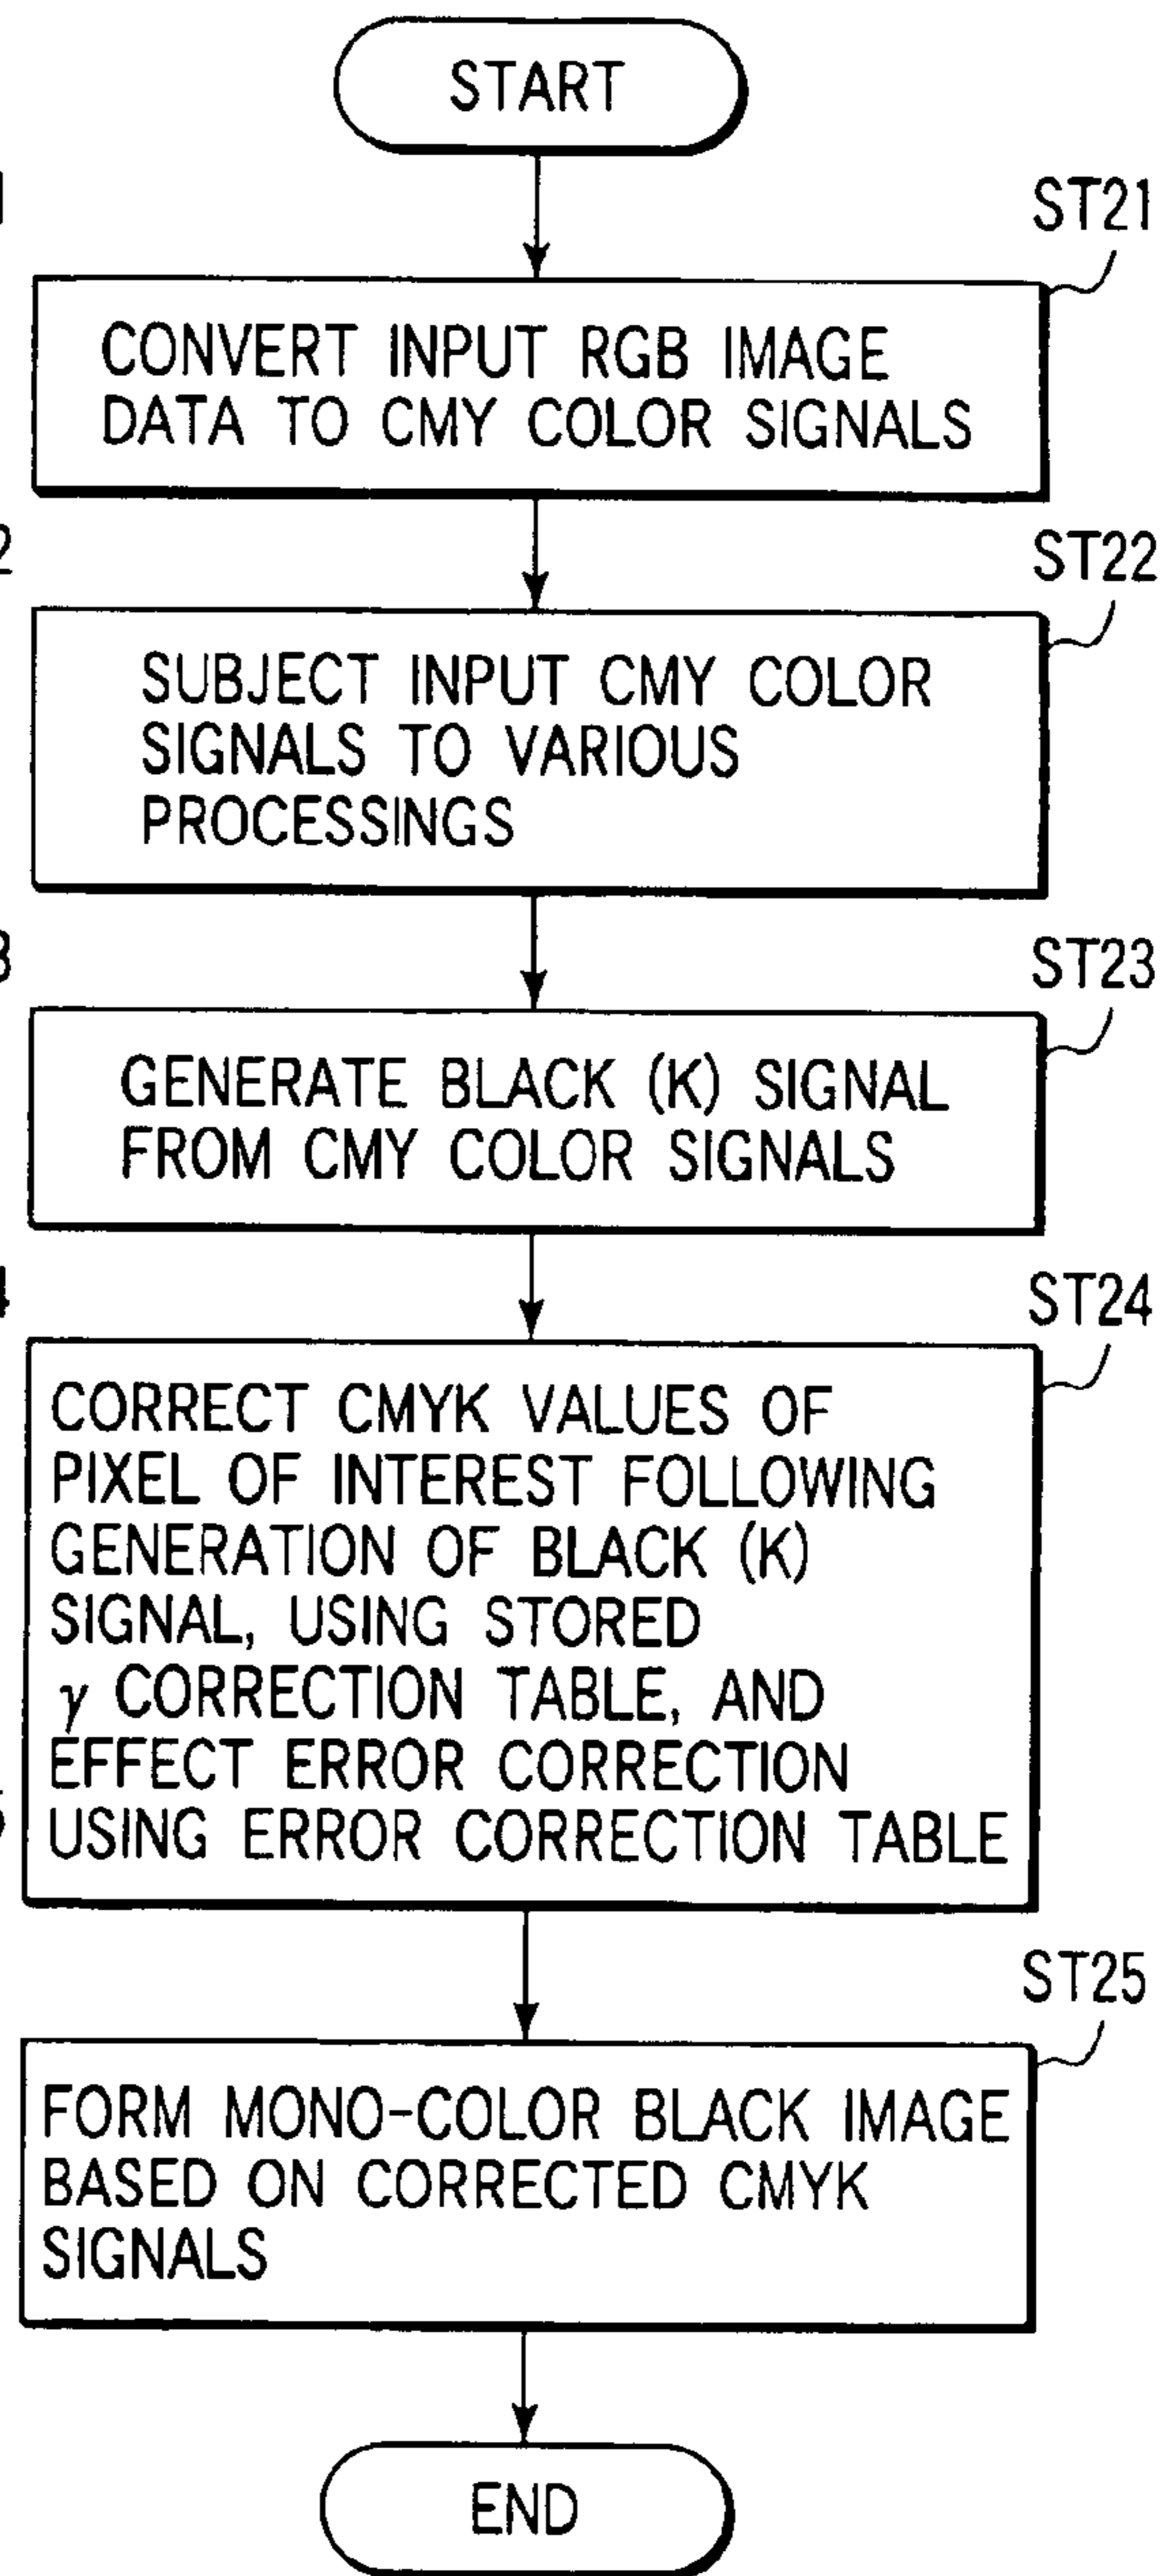 START
ST21
CONVERT INPUT RGB IMAGE
DATA TO CMY COLOR SIGNALS
ST22
SUBJECT INPUT CMY COLOR
SIGNALS TO VARIOUS
PROCESSINGS
ST23
GENERATE BLACK (K) SIGNAL
FROM CMY COLOR SIGNALS
ST24
CORRECT CMYK VALUES OF
PIXEL OF INTEREST FOLLOWING
GENERATION OF BLACK (K)
SIGNAL, USING STORED
γ CORRECTION TABLE, AND
EFFECT ERROR CORRECTION
USING ERROR CORRECTION TABLE
ST25
FORM MONO-COLOR BLACK IMAGE
BASED ON CORRECTED CMYK
SIGNALS
END